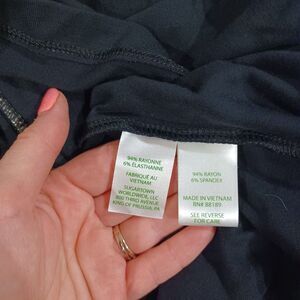 94% RAYONNE
6% ÉLASTHANNE
FABRIQUÉ AU
VIETNAM
SUGARTOWN
WORLDWIDE, LLC
800 THIRD AVENUE
KING OF PRUSSIA, PA
94% RAYON
6% SPANDEX
MADE IN VIETNAM
RN# 88189
SEE REVERSE
FOR CARE